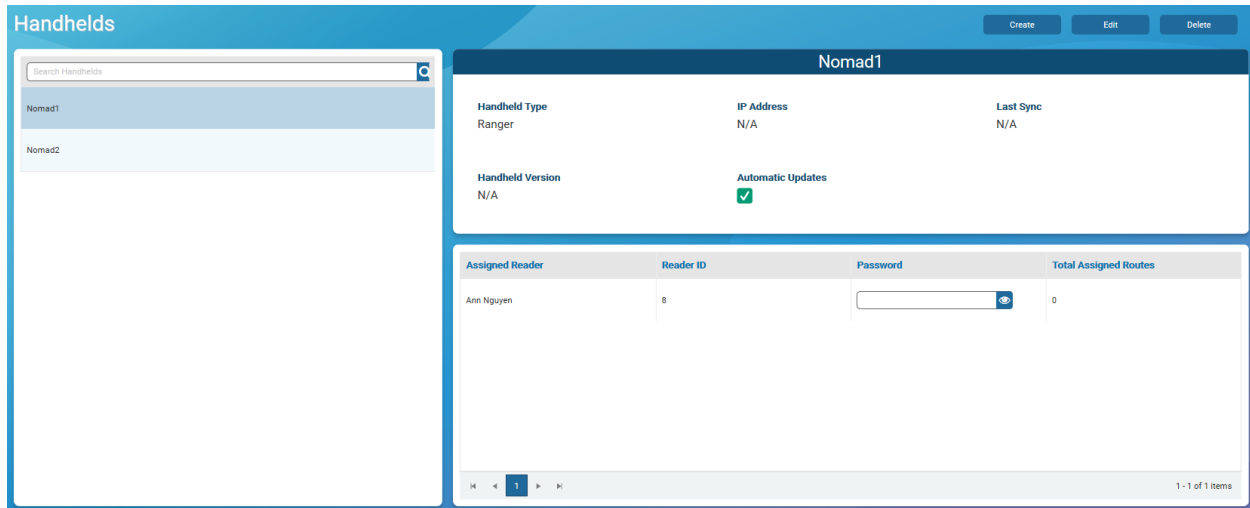 Handhelds
Create Edit Delete
Search Handhelds
Nomad1
Nomad2
Nomad1
Handheld Type IP Address Last Sync
Ranger N/A N/A
Handheld Version Automatic Updates
N/A
Assigned Reader Reader ID Password Total Assigned Routes
Ann Nguyen 8 0
1
1 - 1 of 1 items